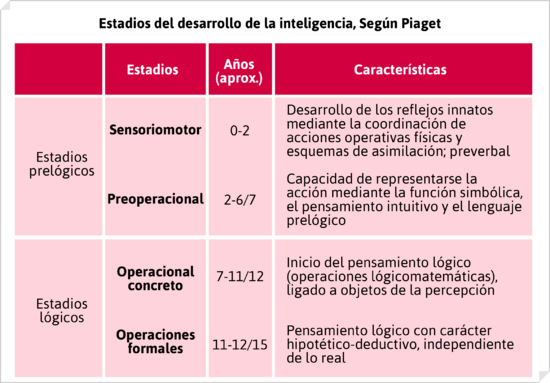 Estadios del desarrollo de la inteligencia, Según Piaget
Estadios
Años
(aprox.)
Características
Estadios
prelógicos
Sensoriomotor
0-2
Desarrollo de los reflejos innatos
mediante la coordinación de
acciones operativas físicas y
esquemas de asimilación; preverbal
Preoperacional
2-6/7
Capacidad de representarse la
acción mediante la función simbólica,
el pensamiento intuitivo y el lenguaje
prelógico
Estadios
lógicos
Operacional
concreto
7-11/12
Inicio del pensamiento lógico
(operaciones lógicomatemáticas),
ligado a objetos de la percepción
Operaciones
formales
11-12/15
Pensamiento lógico con carácter
hipotético-deductivo, independiente
de lo real